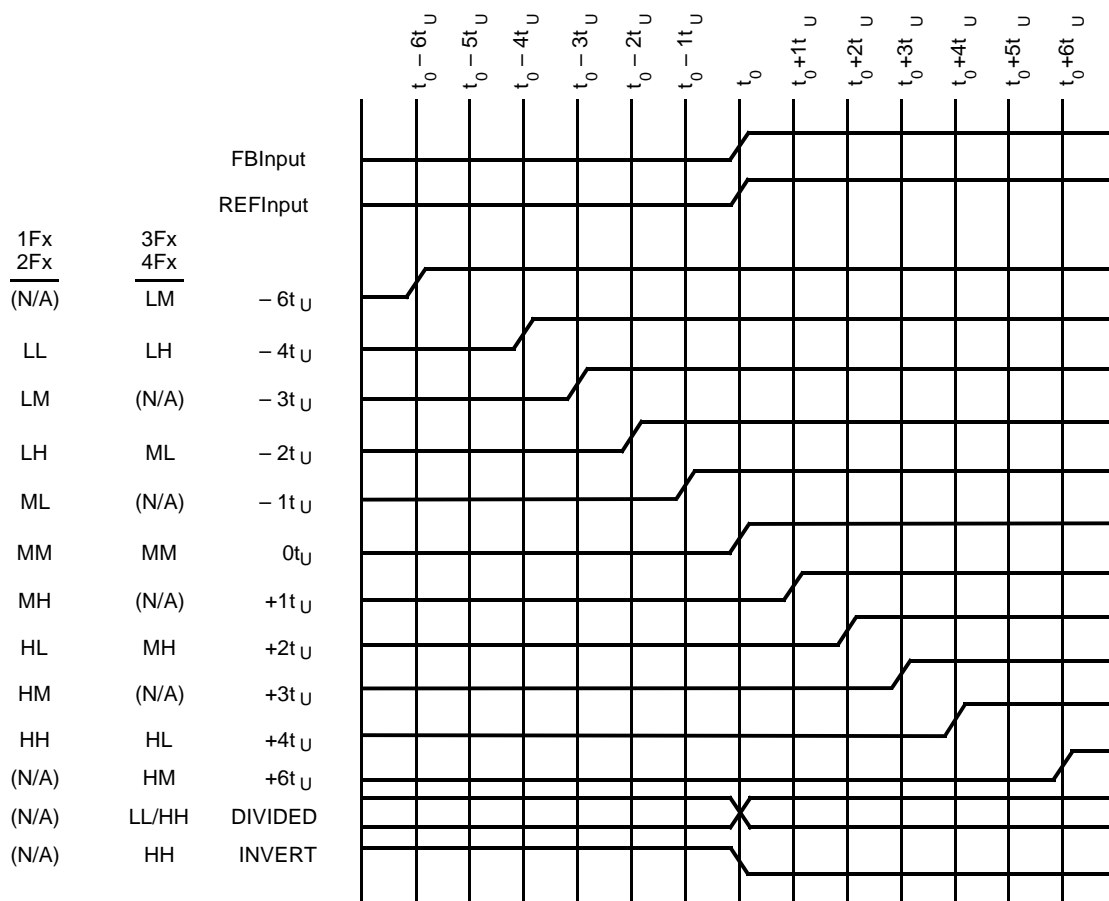 t0 – 6tU
t0 – 5tU
t0 – 4tU
t0 – 3tU
t0 – 2tU
t0 – 1tU
t0
t0+1tU
t0+2tU
t0+3tU
t0+4tU
t0+5tU
t0+6tU
FBInput
REFInput
1Fx 3Fx
2Fx 4Fx
(N/A) LM – 6tU
LL LH – 4tU
LM (N/A) – 3tU
LH ML – 2tU
ML (N/A) – 1tU
MM MM 0tU
MH (N/A) +1tU
HL MH +2tU
HM (N/A) +3tU
HH HL +4tU
(N/A) HM +6tU
(N/A) LL/HH DIVIDED
(N/A) HH INVERT